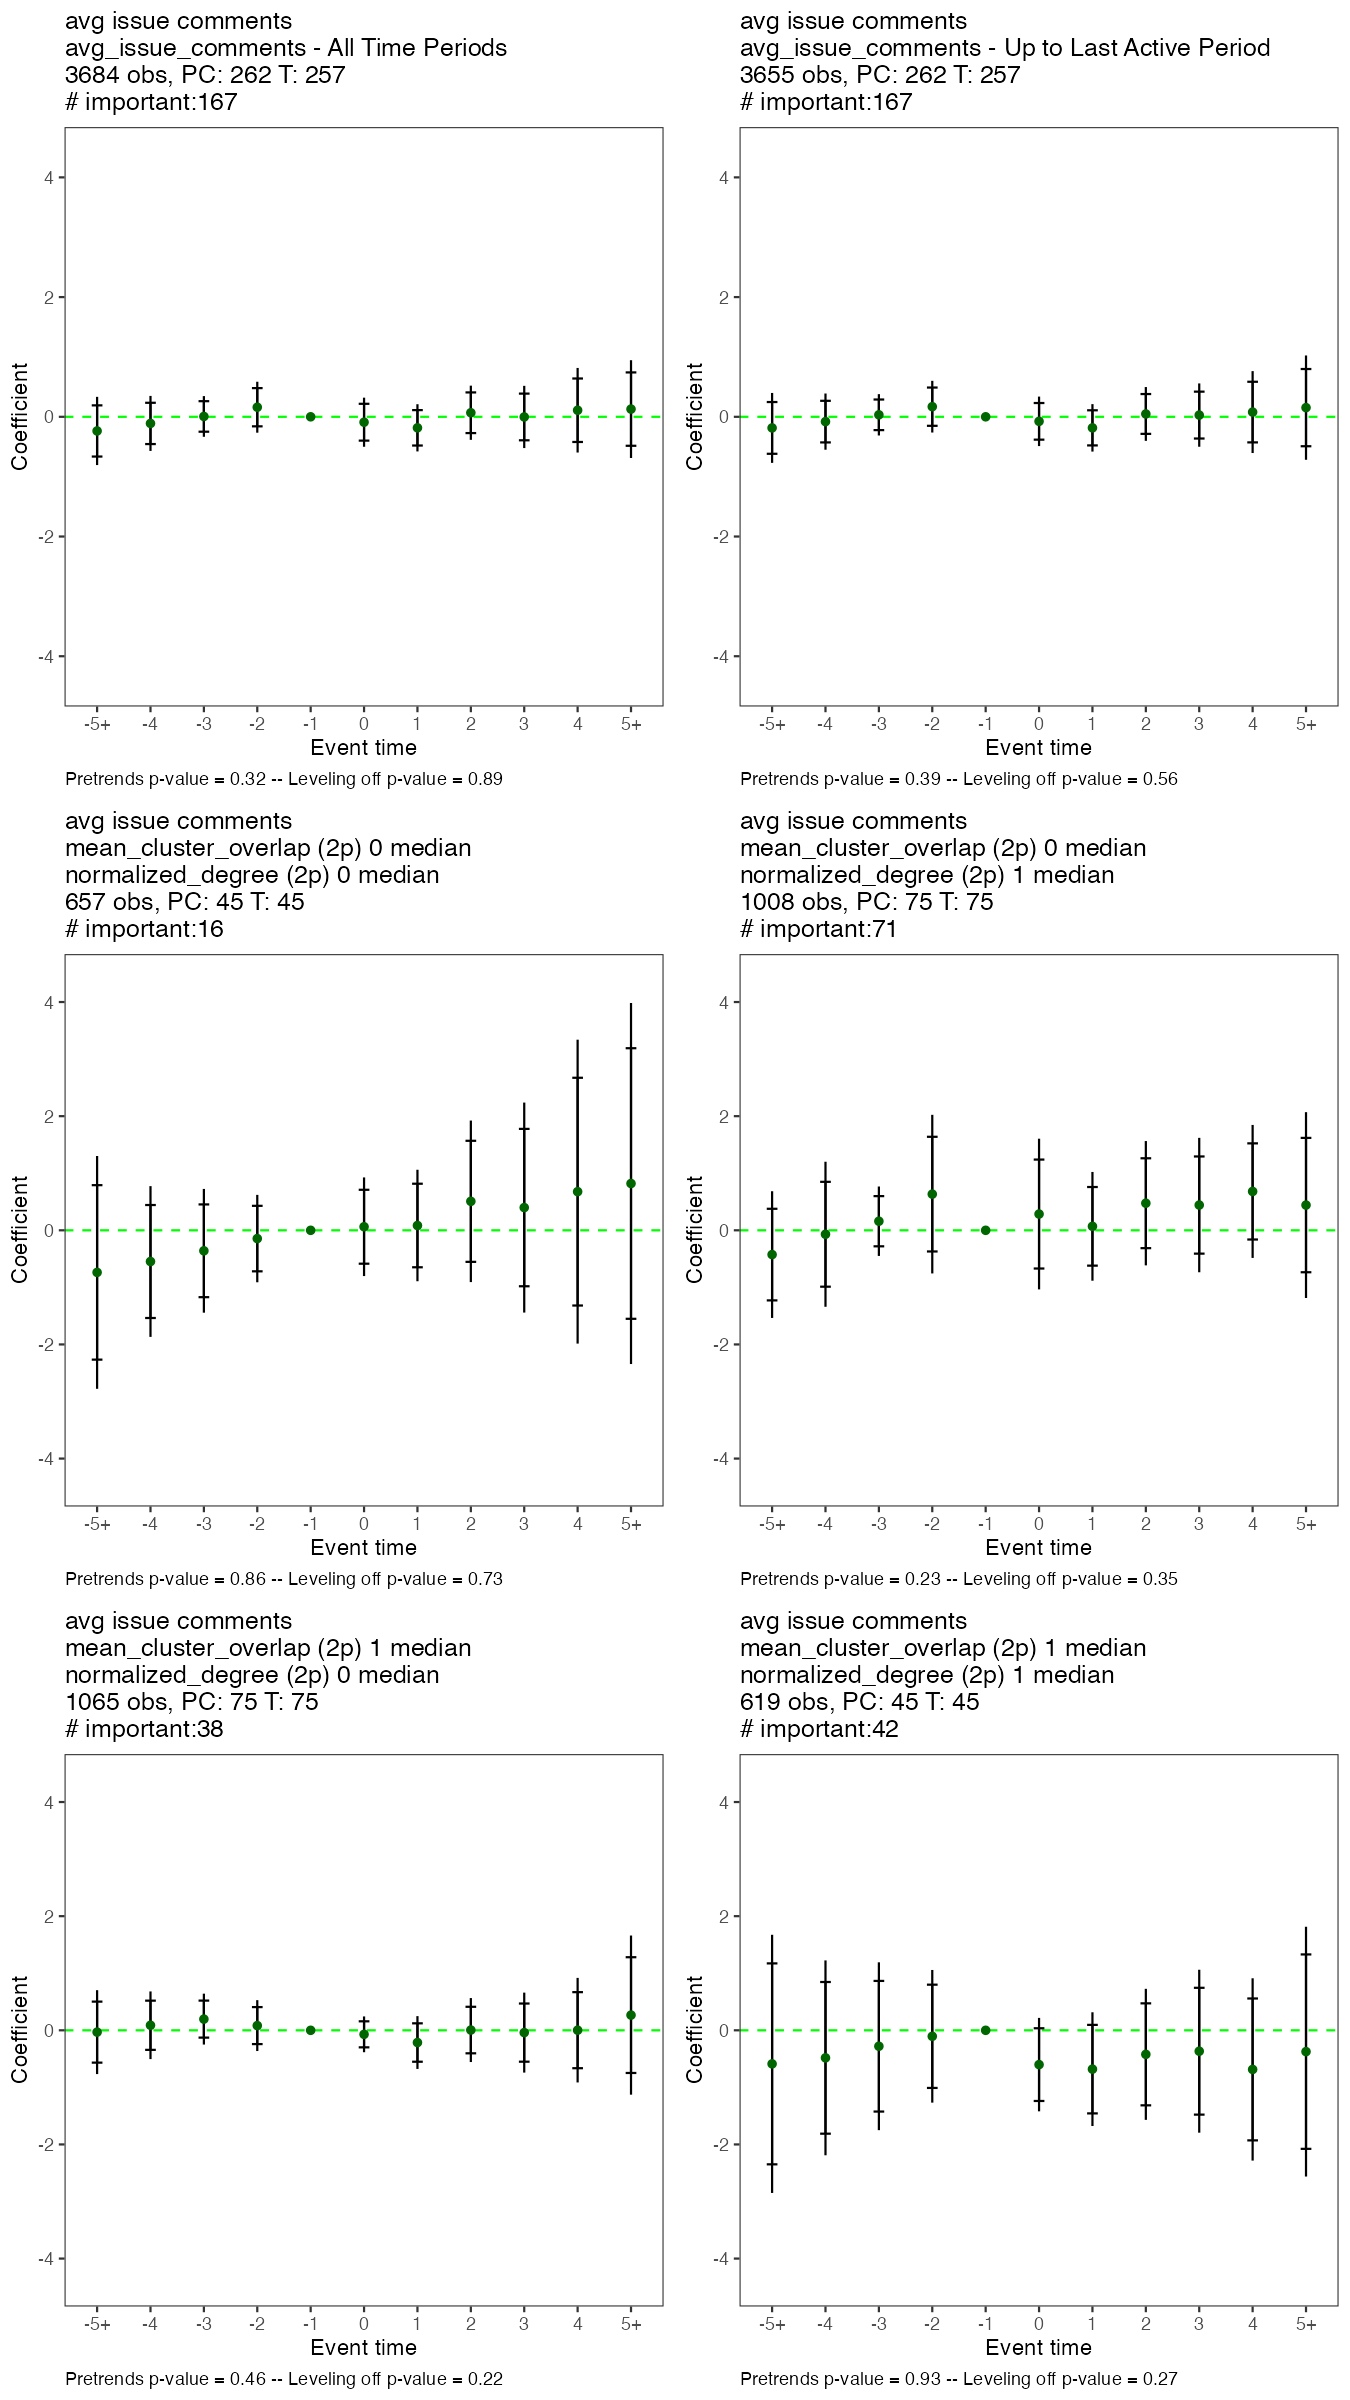 avg issue comments
avg_issue_comments - All Time Periods
3684 obs, PC: 262 T: 257
# important:167
4
2
0
-2
-4
Coefficient
-5+ -4 -3 -2 -1 0 1 2 3 4 5+
Event time
Pretrends p-value = 0.32 -- Leveling off p-value = 0.89
avg issue comments
avg_issue_comments - Up to Last Active Period
3655 obs, PC: 262 T: 257
# important:167
4
2
0
-2
-4
Coefficient
-5+ -4 -3 -2 -1 0 1 2 3 4 5+
Event time
Pretrends p-value = 0.39 -- Leveling off p-value = 0.56
avg issue comments
mean_cluster_overlap (2p) 0 median
normalized_degree (2p) 0 median
657 obs, PC: 45 T: 45
# important:16
4
2
0
-2
-4
Coefficient
-5+ -4 -3 -2 -1 0 1 2 3 4 5+
Event time
Pretrends p-value = 0.86 -- Leveling off p-value = 0.73
avg issue comments
mean_cluster_overlap (2p) 0 median
normalized_degree (2p) 1 median
1008 obs, PC: 75 T: 75
# important:71
4
2
0
-2
-4
Coefficient
-5+ -4 -3 -2 -1 0 1 2 3 4 5+
Event time
Pretrends p-value = 0.23 -- Leveling off p-value = 0.35
avg issue comments
mean_cluster_overlap (2p) 1 median
normalized_degree (2p) 0 median
1065 obs, PC: 75 T: 75
# important:38
4
2
0
-2
-4
Coefficient
-5+ -4 -3 -2 -1 0 1 2 3 4 5+
Event time
Pretrends p-value = 0.46 -- Leveling off p-value = 0.22
avg issue comments
mean_cluster_overlap (2p) 1 median
normalized_degree (2p) 1 median
619 obs, PC: 45 T: 45
# important:42
4
2
0
-2
-4
Coefficient
-5+ -4 -3 -2 -1 0 1 2 3 4 5+
Event time
Pretrends p-value = 0.93 -- Leveling off p-value = 0.27